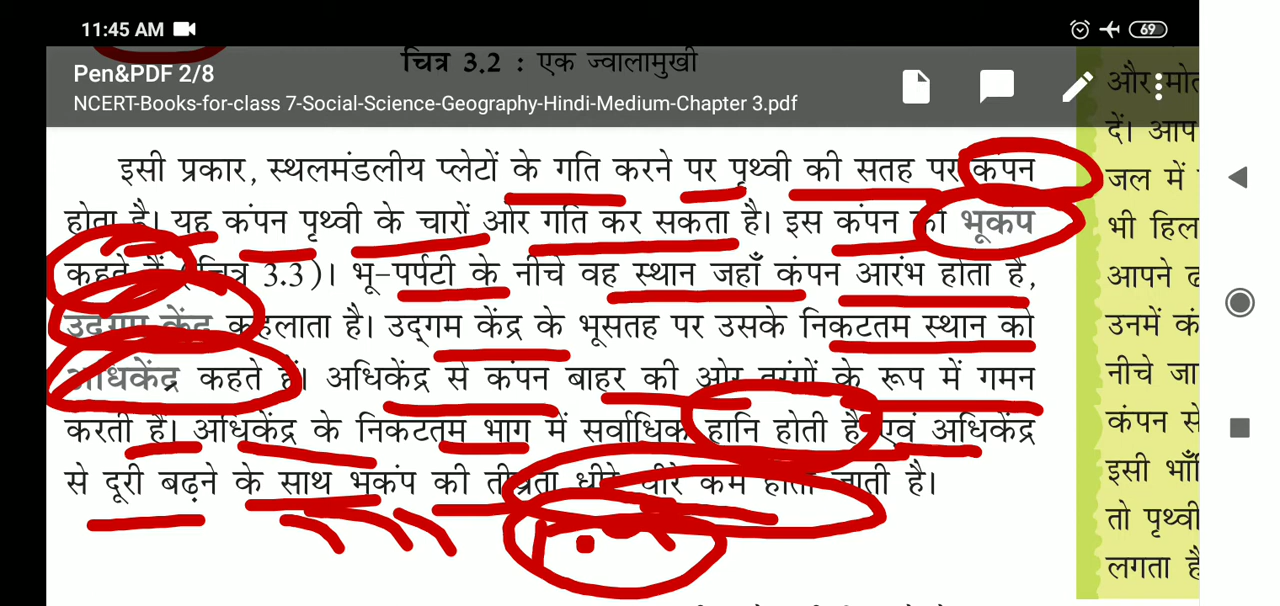 11:45 AM
69
चित्र 3.2 : एक ज्वालामुखी
Pen&PDF 2/8
NCERT-Books-for-class 7-Social-Science-Geography-Hindi-Medium-Chapter 3.pdf
इसी प्रकार, स्थलमंडलीय प्लेटों के गति करने पर पृथ्वी की सतह पर कंपन
होता है। यह कंपन पृथ्वी के चारों ओर गति कर सकता है। इस कंपन को भूकंप
कहते हैं (चित्र 3.3)। भू-पर्पटी के नीचे वह स्थान जहाँ कंपन आरंभ होता है,
उद्गम केंद्र कहलाता है। उद्गम केंद्र के भूसतह पर उसके निकटतम स्थान को
अधिकेंद्र कहते हैं। अधिकेंद्र से कंपन बाहर की ओर तरंगों के रूप में गमन
करती है। अधिकेंद्र के निकटतम भाग में सर्वाधिक हानि होती है एवं अधिकेंद्र
से दूरी बढ़ने के साथ भूकंप की तीव्रता धीरे धीरे कम होती जाती है।
और
दें। आप
जल में
भी
आपने
उनमें
नीचे जा
कंपन से
इसी भाँ
तो पृथ्वी
लगता है